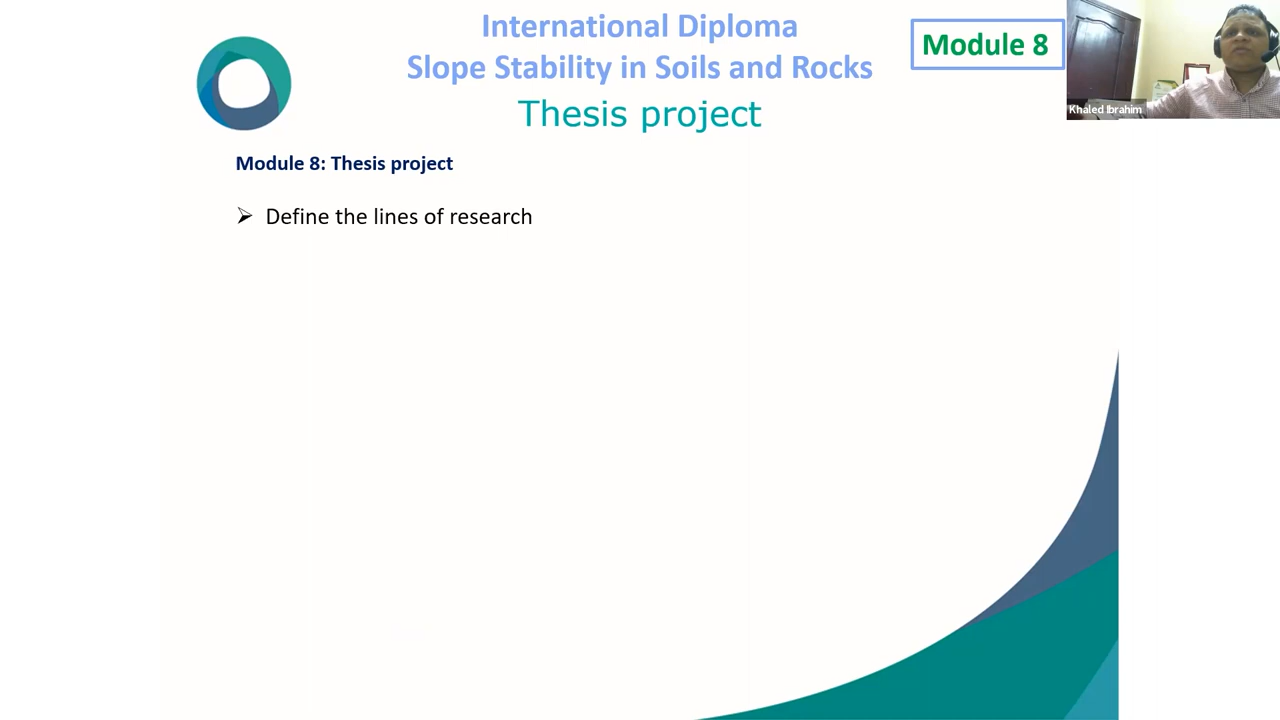 International Diploma
Slope Stability in Soils and Rocks
Thesis project
Module 8
Khaled Ibrahim
Module 8: Thesis project
Define the lines of research